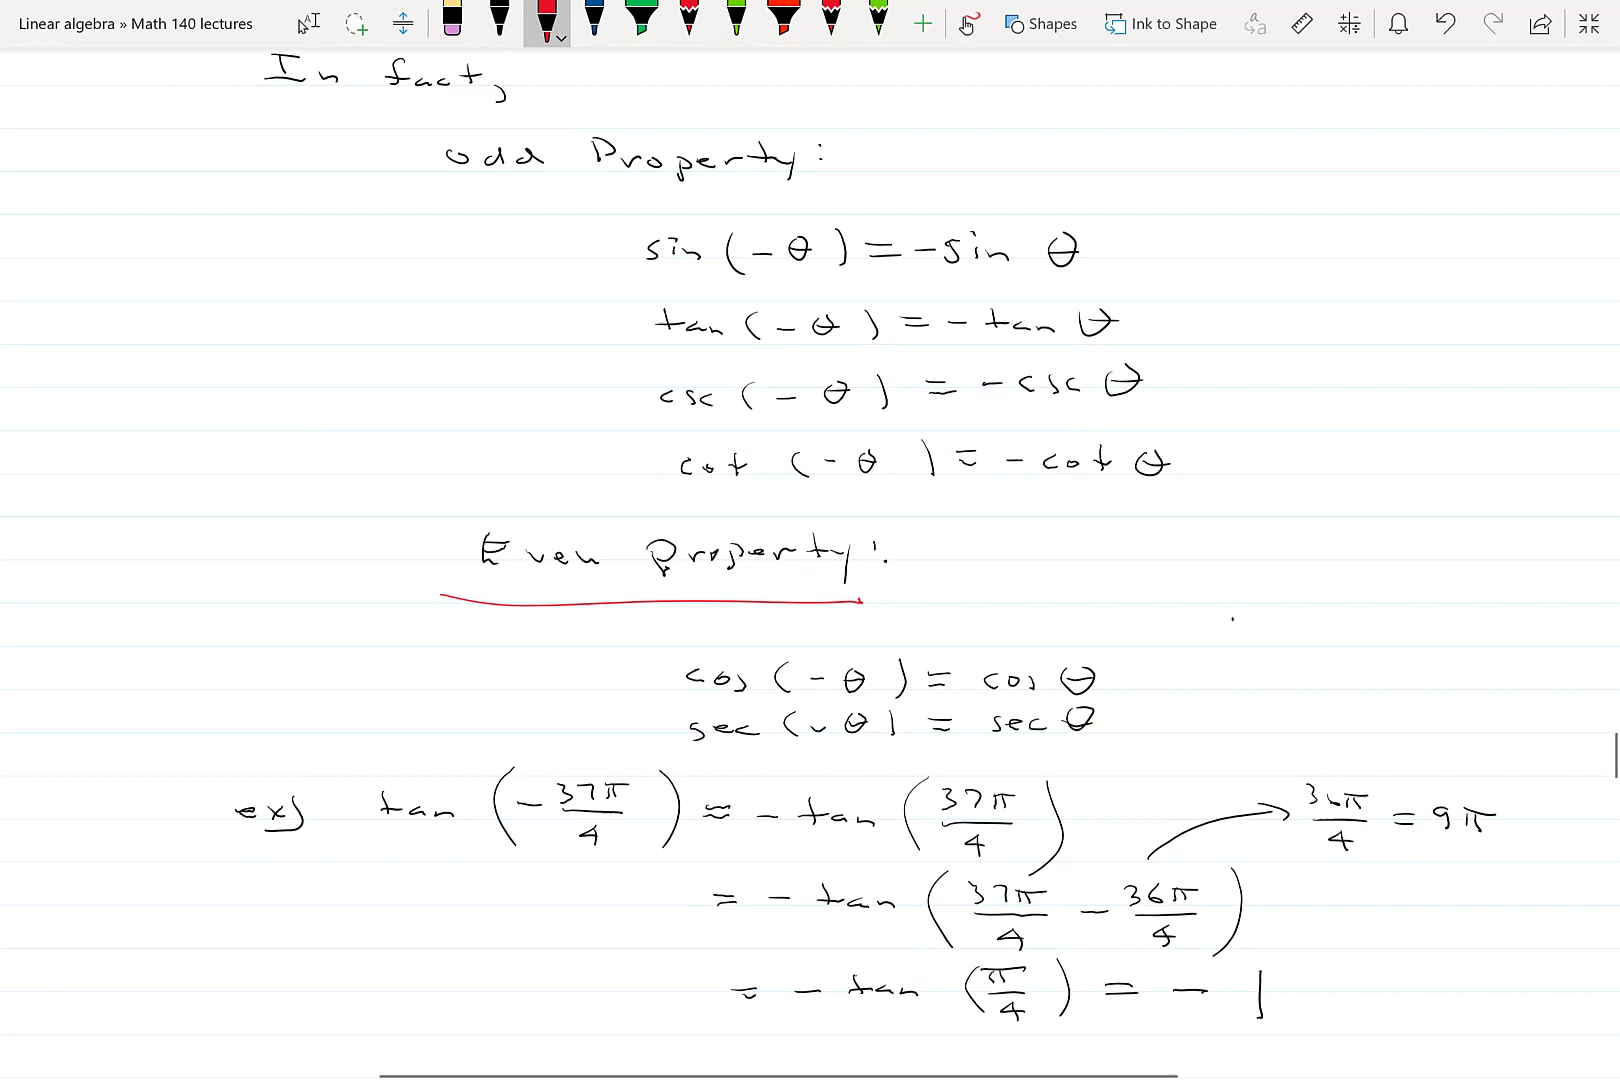 Linear algebra » Math 140 lectures
Shapes
Ink to Shape
In fact,
odd Property:
sin(-θ) = -sin θ
tan(-θ) = -tan θ
csc(-θ) = -csc θ
cot(-θ) = -cot θ
Even Property:
cos(-θ) = cos θ
sec(-θ) = sec θ
ex) tan(-37π/4) = -tan(37π/4) 36π/4 = 9π
= -tan(37π/4 - 36π/4)
= -tan(π/4) = -1